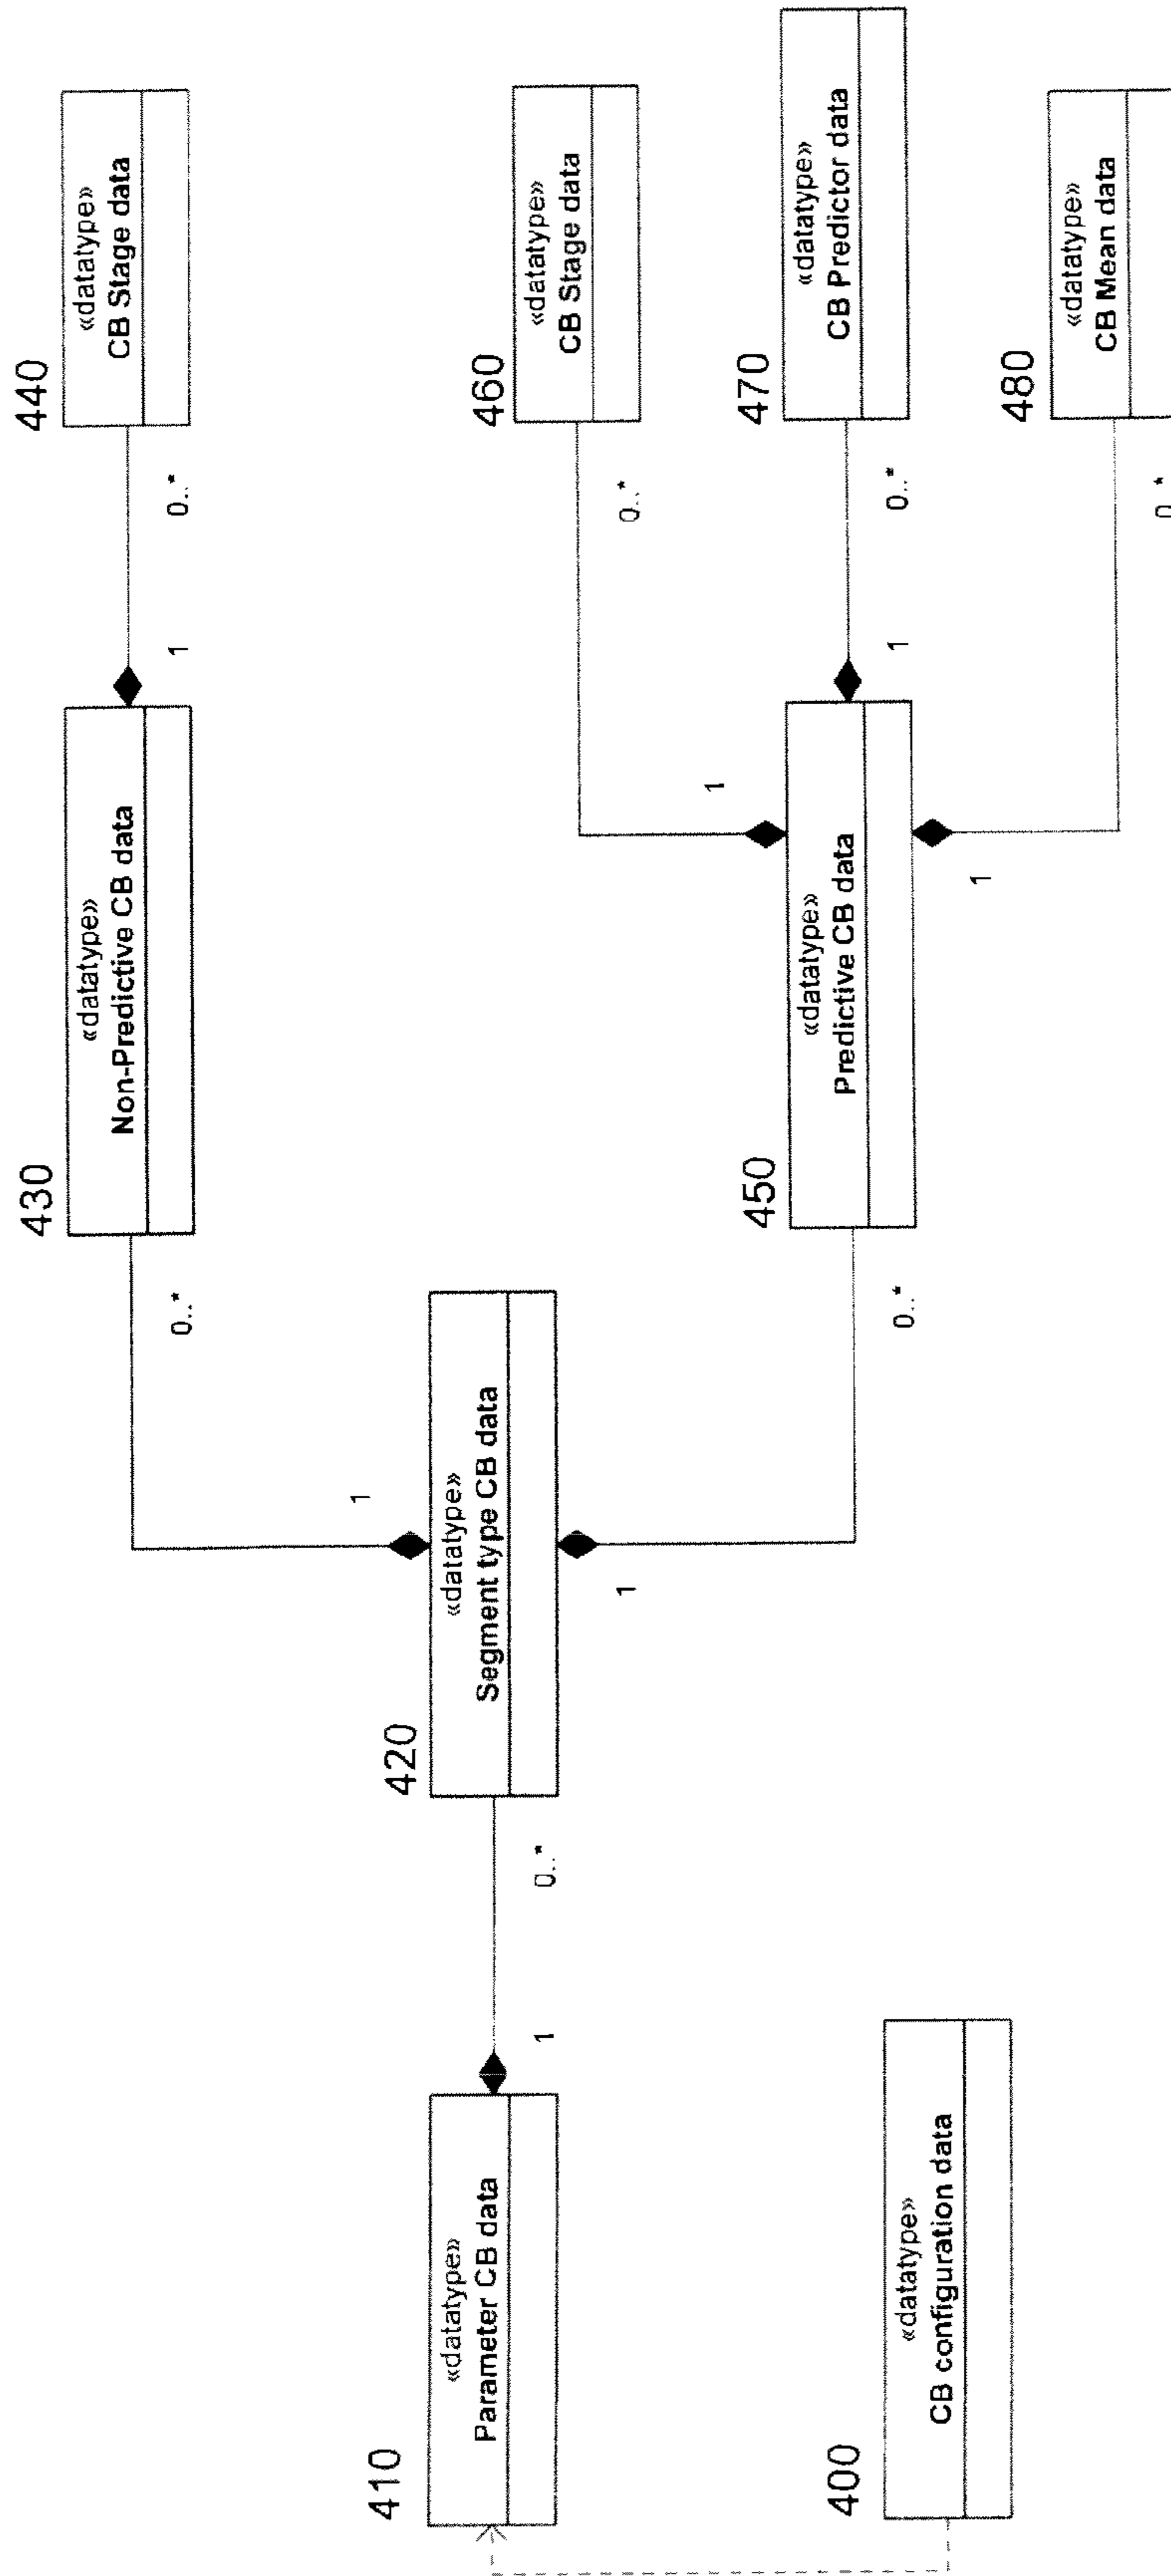 430
«datatype»
Non-Predictive CB data
0..*
1
440
«datatype»
CB Stage data
0..*
410
«datatype»
Parameter CB data
1
420
«datatype»
Segment type CB data
0..*
1
1
460
«datatype»
CB Stage data
0..*
400
«datatype»
CB configuration data
450
«datatype»
Predictive CB data
0..*
1
1
1
470
«datatype»
CB Predictor data
0..*
480
«datatype»
CB Mean data
0..*